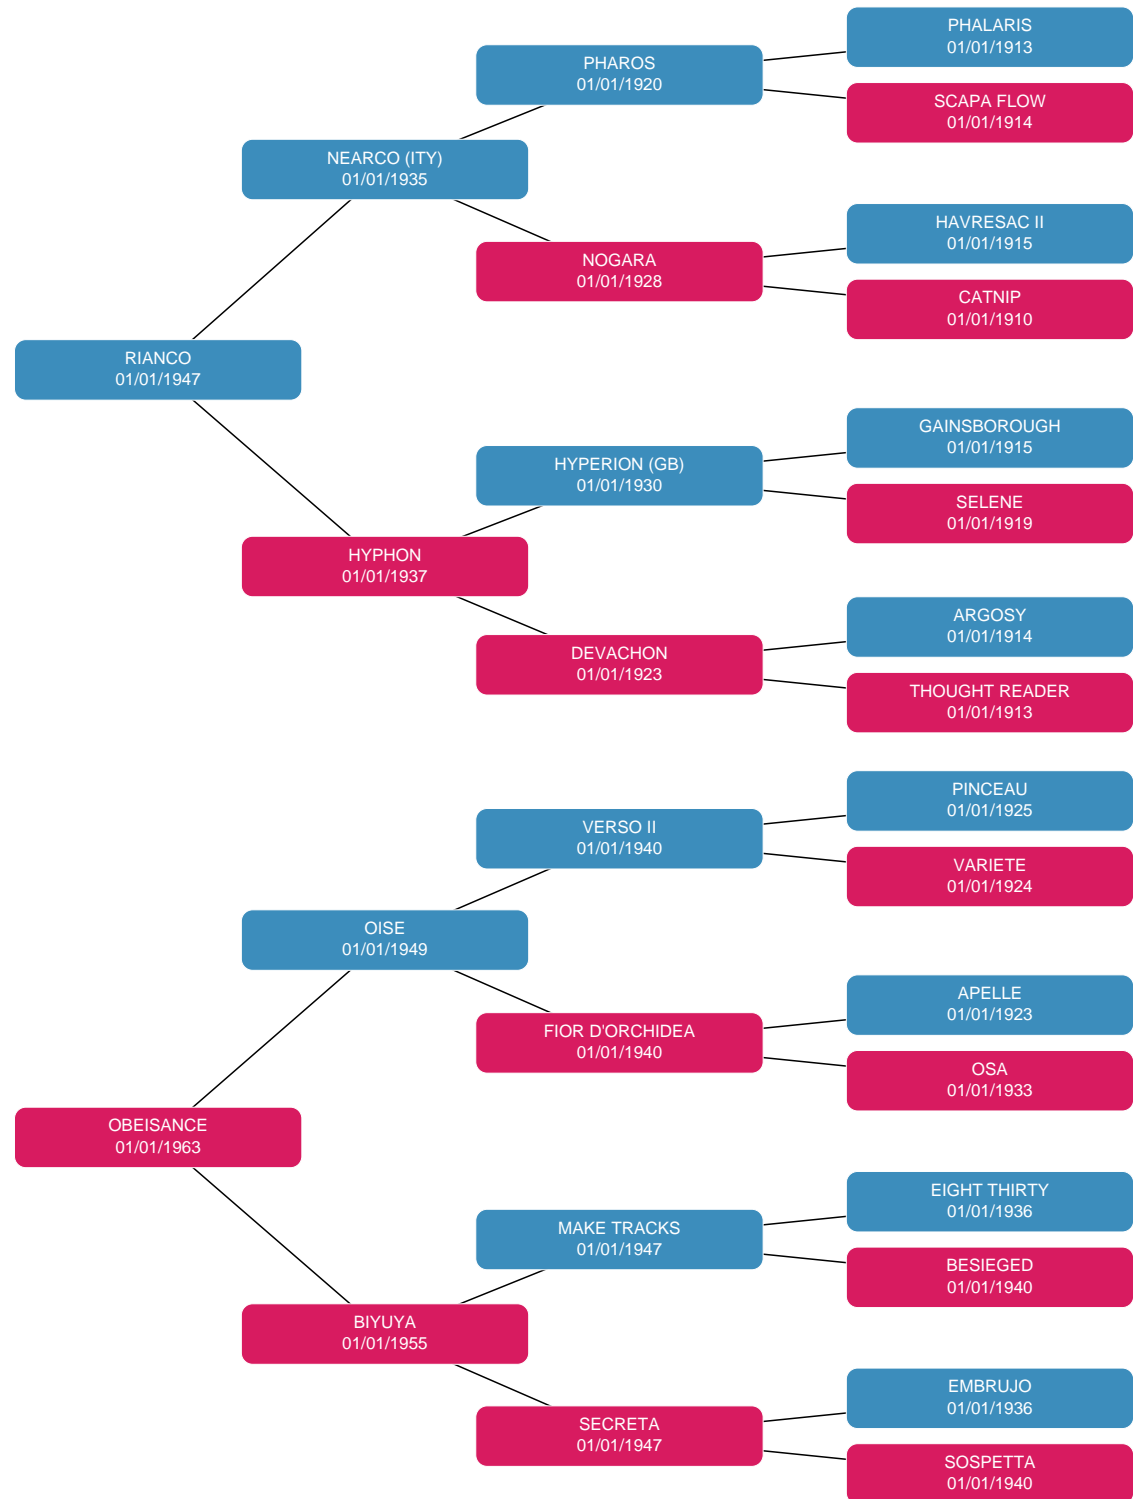 PHALARIS
01/01/1913
PHAROS
01/01/1920
SCAPA FLOW
01/01/1914
NEARCO (ITY)
01/01/1935
HAVRESAC II
01/01/1915
NOGARA
01/01/1928
CATNIP
01/01/1910
RIANCO
01/01/1947
GAINSBOROUGH
01/01/1915
HYPERION (GB)
01/01/1930
SELENE
01/01/1919
HYPHON
01/01/1937
ARGOSY
01/01/1914
DEVACHON
01/01/1923
THOUGHT READER
01/01/1913
PINCEAU
01/01/1925
VERSO II
01/01/1940
VARIETE
01/01/1924
OISE
01/01/1949
APELLE
01/01/1923
FIOR D'ORCHIDEA
01/01/1940
OSA
01/01/1933
OBEISANCE
01/01/1963
EIGHT THIRTY
01/01/1936
MAKE TRACKS
01/01/1947
BESIEGED
01/01/1940
BIYUYA
01/01/1955
EMBRUJO
01/01/1936
SECRETA
01/01/1947
SOSPETTA
01/01/1940